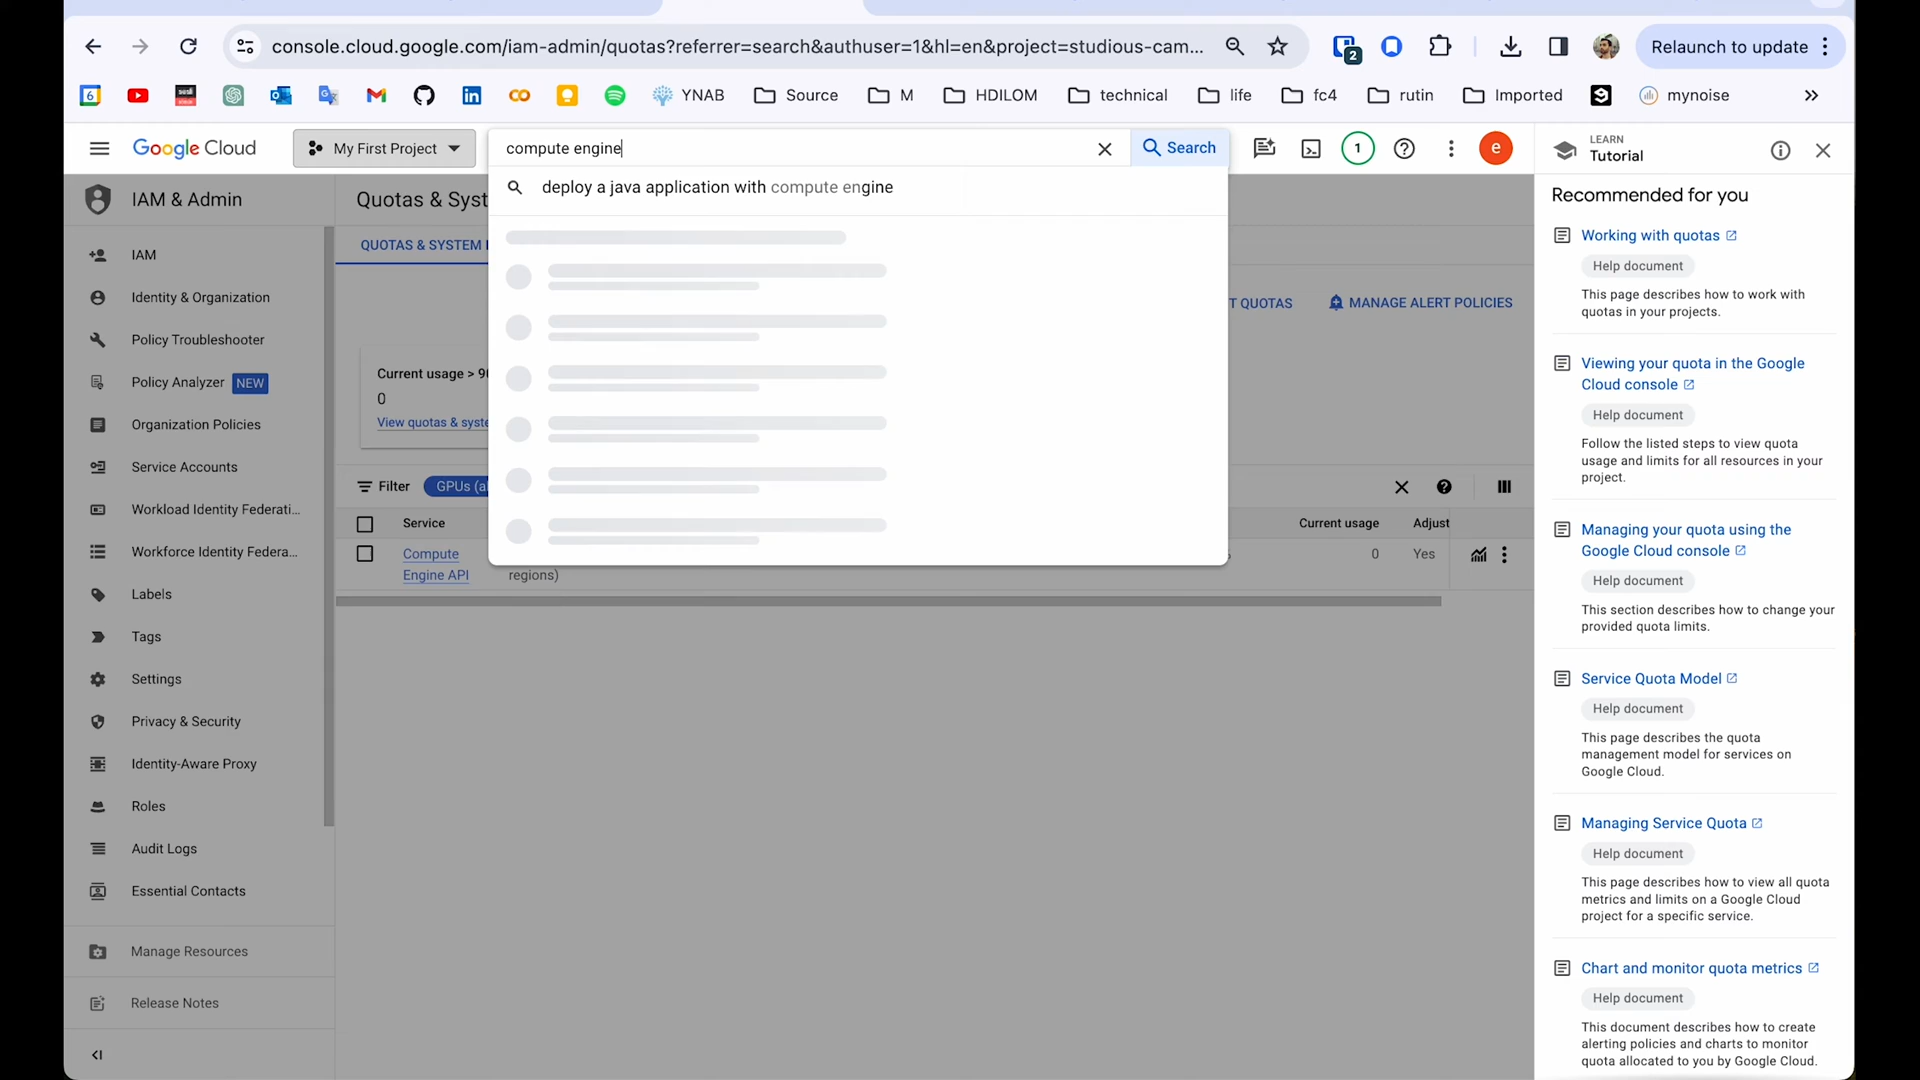 console.cloud.google.com/iam-admin/quotas?referrer=search&authuser=1&hl=en&project=studious-cam...
2
Relaunch to update
6
YNAB
Source
M
HDILOM
technical
life
fc4
rutin
Imported
mynoise
Google Cloud
My First Project
compute engine
Search
1
e
LEARN
Tutorial
deploy a java application with compute engine
IAM & Admin
IAM
Identity & Organization
Policy Troubleshooter
Policy Analyzer NEW
Organization Policies
Service Accounts
Workload Identity Federati...
Workforce Identity Federa...
Labels
Tags
Settings
Privacy & Security
Identity-Aware Proxy
Roles
Audit Logs
Essential Contacts
Manage Resources
Release Notes
Quotas & Syst
QUOTAS & SYSTEM
T QUOTAS
MANAGE ALERT POLICIES
Current usage > 9
0
View quotas & syste
Filter
GPUs (al
Service
Current usage
Adjust
Compute
Engine API
regions)
0
Yes
Recommended for you
Working with quotas
Help document
This page describes how to work with
quotas in your projects.
Viewing your quota in the Google
Cloud console
Help document
Follow the listed steps to view quota
usage and limits for all resources in your
project.
Managing your quota using the
Google Cloud console
Help document
This section describes how to change your
provided quota limits.
Service Quota Model
Help document
This page describes the quota
management model for services on
Google Cloud.
Managing Service Quota
Help document
This page describes how to view all quota
metrics and limits on a Google Cloud
project for a specific service.
Chart and monitor quota metrics
Help document
This document describes how to create
alerting policies and charts to monitor
quota allocated to you by Google Cloud.